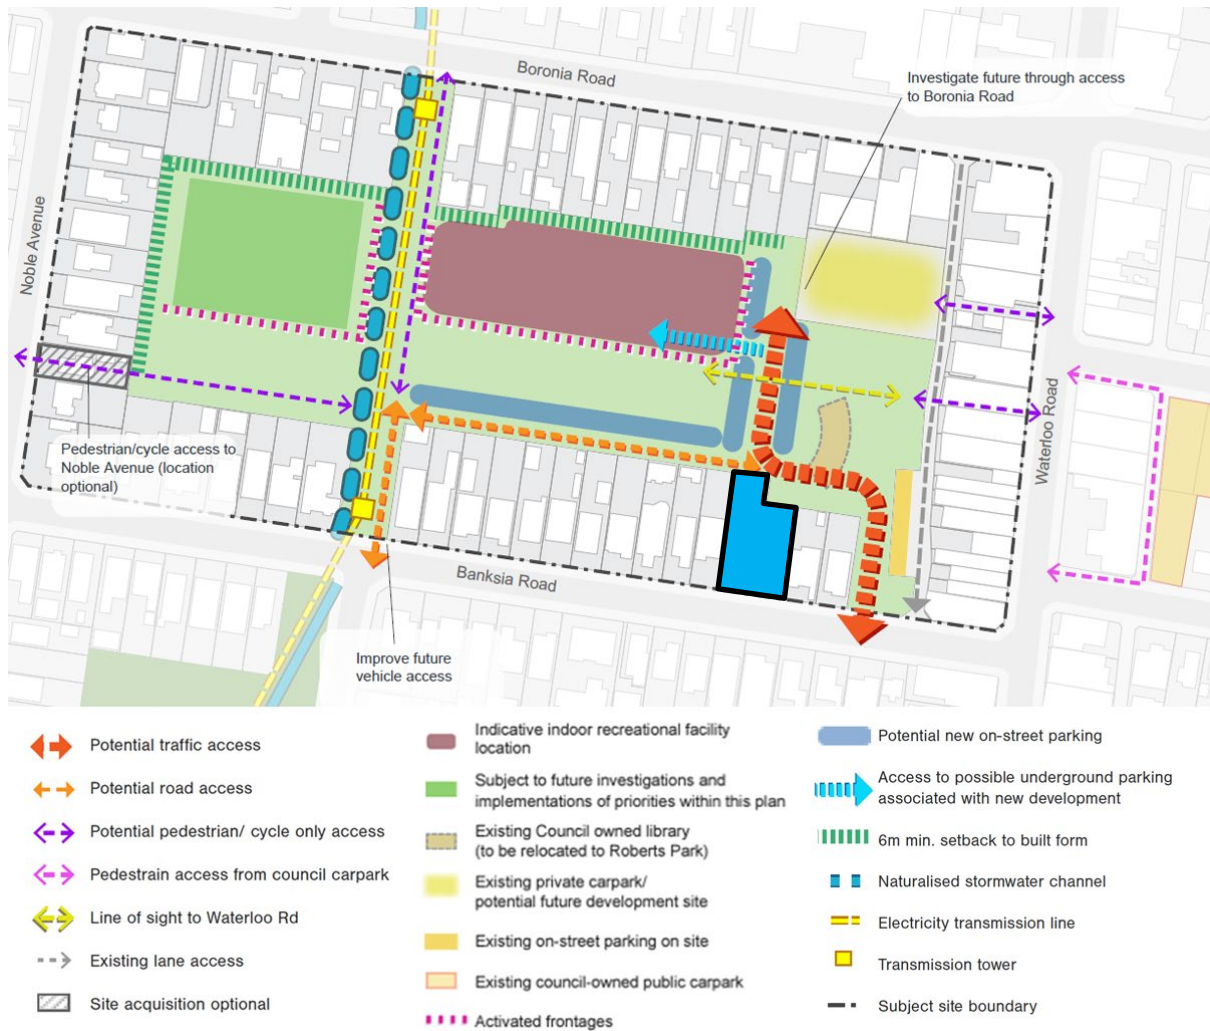 Boronia Road
Investigate future through access
to Boronia Road
Noble Avenue
Waterloo Road
Pedestrian/cycle access to
Noble Avenue (location
optional)
Banksia Road
Improve future
vehicle access
Potential traffic access
Potential road access
Potential pedestrian/ cycle only access
Pedestrain access from council carpark
Line of sight to Waterloo Rd
Existing lane access
Site acquisition optional
Indicative indoor recreational facility
location
Subject to future investigations and
implementations of priorities within this plan
Existing Council owned library
(to be relocated to Roberts Park)
Existing private carpark/
potential future development site
Existing on-street parking on site
Existing council-owned public carpark
Activated frontages
Potential new on-street parking
Access to possible underground parking
associated with new development
6m min. setback to built form
Naturalised stormwater channel
Electricity transmission line
Transmission tower
Subject site boundary